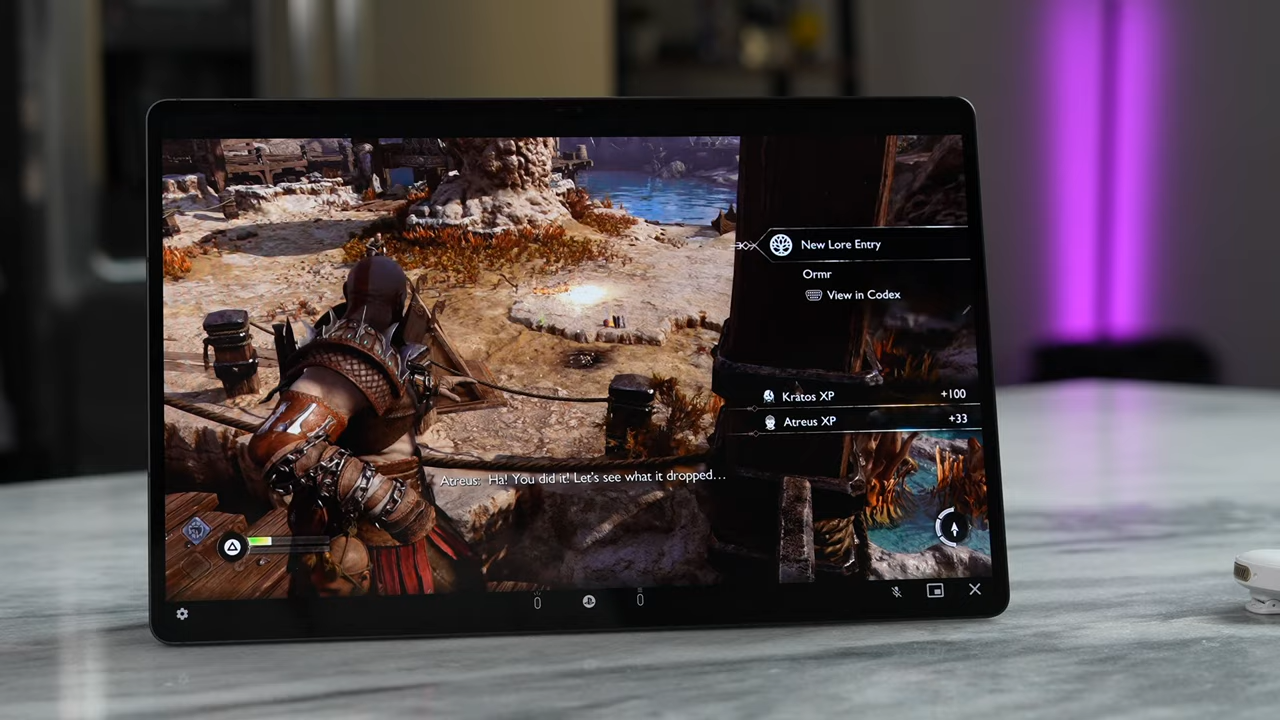 New Lore Entry
Ormr
View in Codex
Kratos XP +100
Atreus XP +33
Atreus: Ha! You did it! Let's see what it dropped...